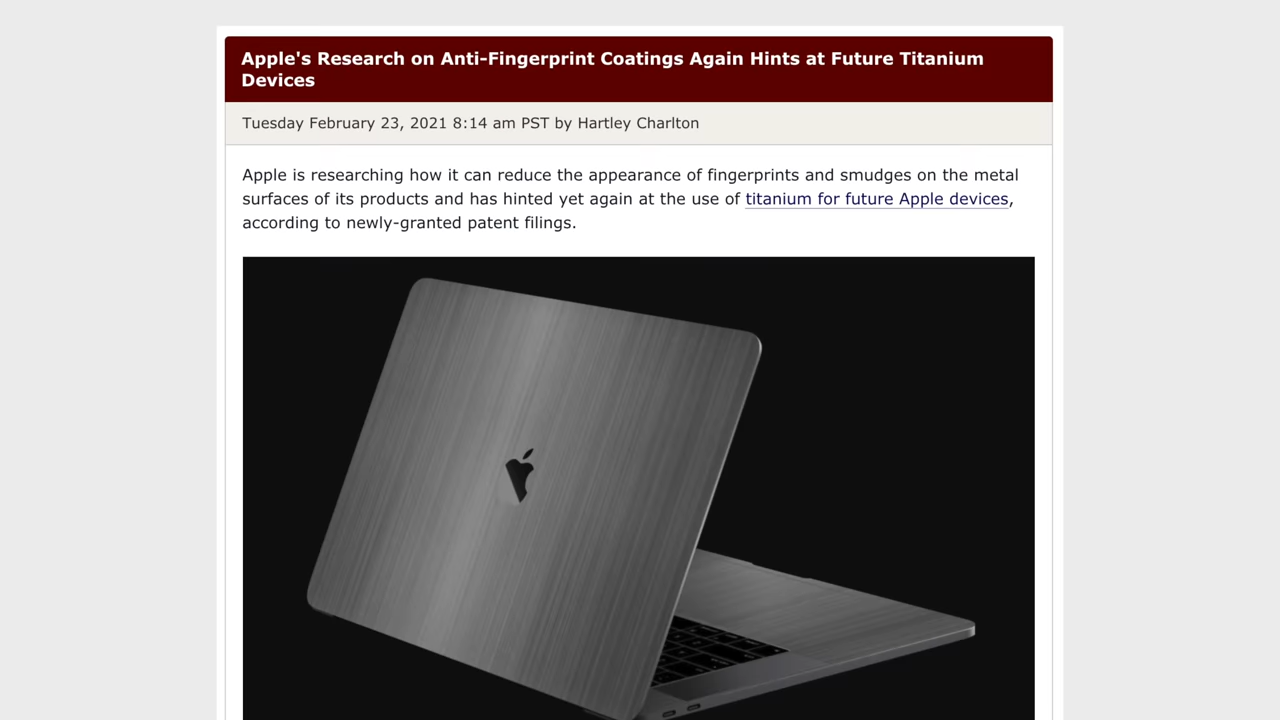 Apple's Research on Anti-Fingerprint Coatings Again Hints at Future Titanium
Devices
Tuesday February 23, 2021 8:14 am PST by Hartley Charlton
Apple is researching how it can reduce the appearance of fingerprints and smudges on the metal
surfaces of its products and has hinted yet again at the use of titanium for future Apple devices,
according to newly-granted patent filings.